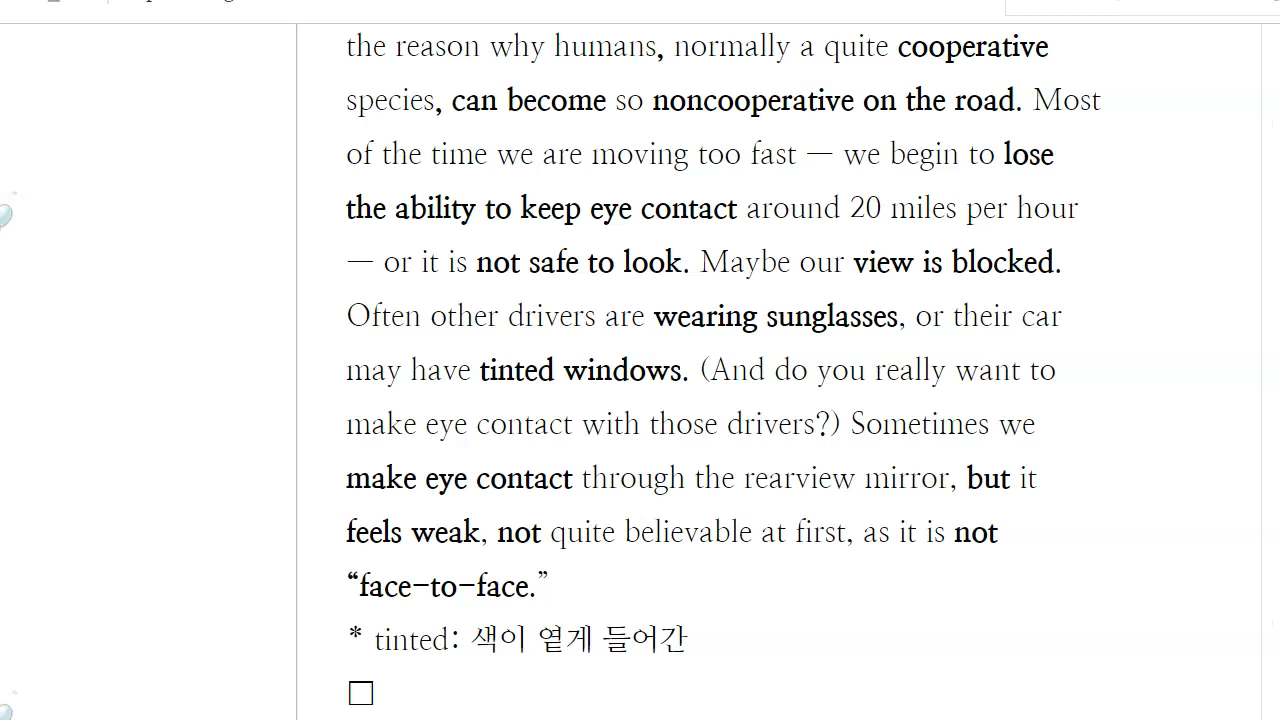 the reason why humans, normally a quite cooperative
species, can become so noncooperative on the road. Most
of the time we are moving too fast — we begin to lose
the ability to keep eye contact around 20 miles per hour
— or it is not safe to look. Maybe our view is blocked.
Often other drivers are wearing sunglasses, or their car
may have tinted windows. (And do you really want to
make eye contact with those drivers?) Sometimes we
make eye contact through the rearview mirror, but it
feels weak, not quite believable at first, as it is not
“face-to-face.”
* tinted: 색이 옅게 들어간